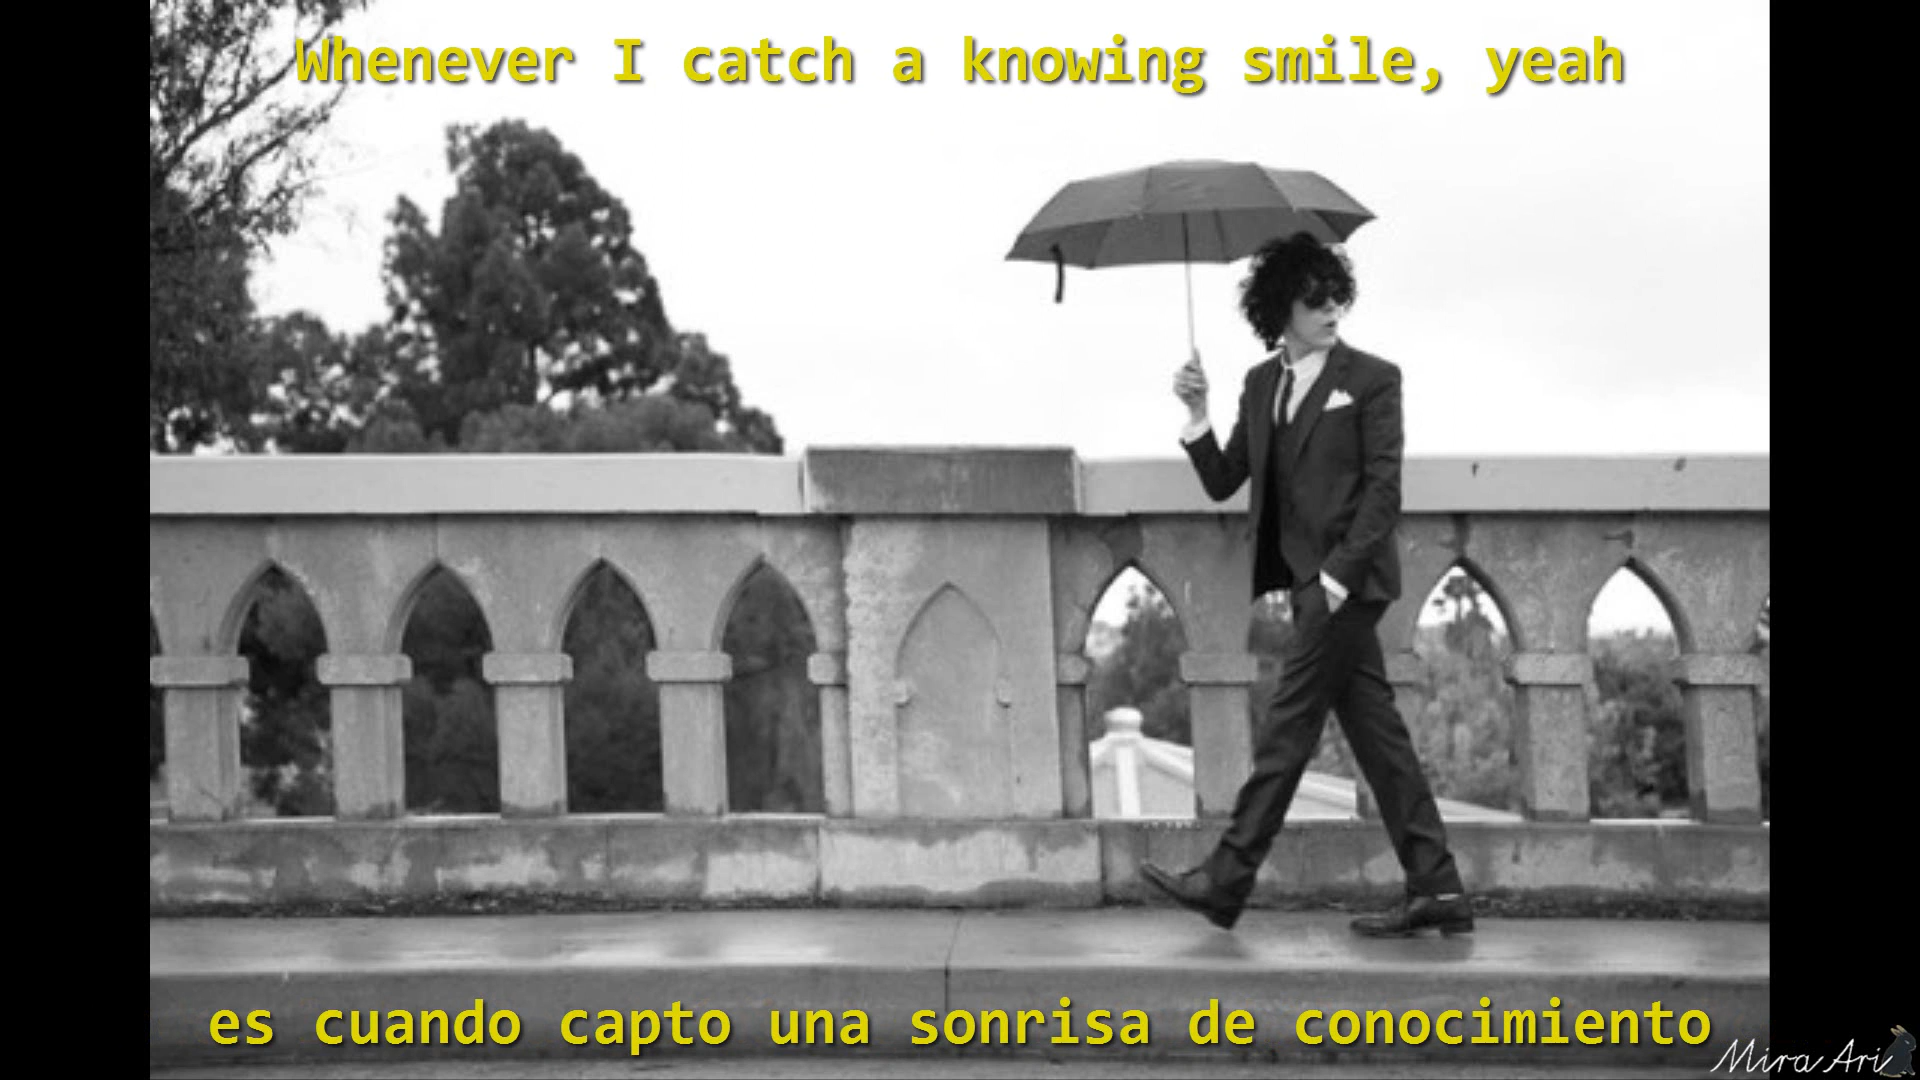 Whenever I catch a knowing smile, yeah
es cuando capto una sonrisa de conocimiento
Mira Ari